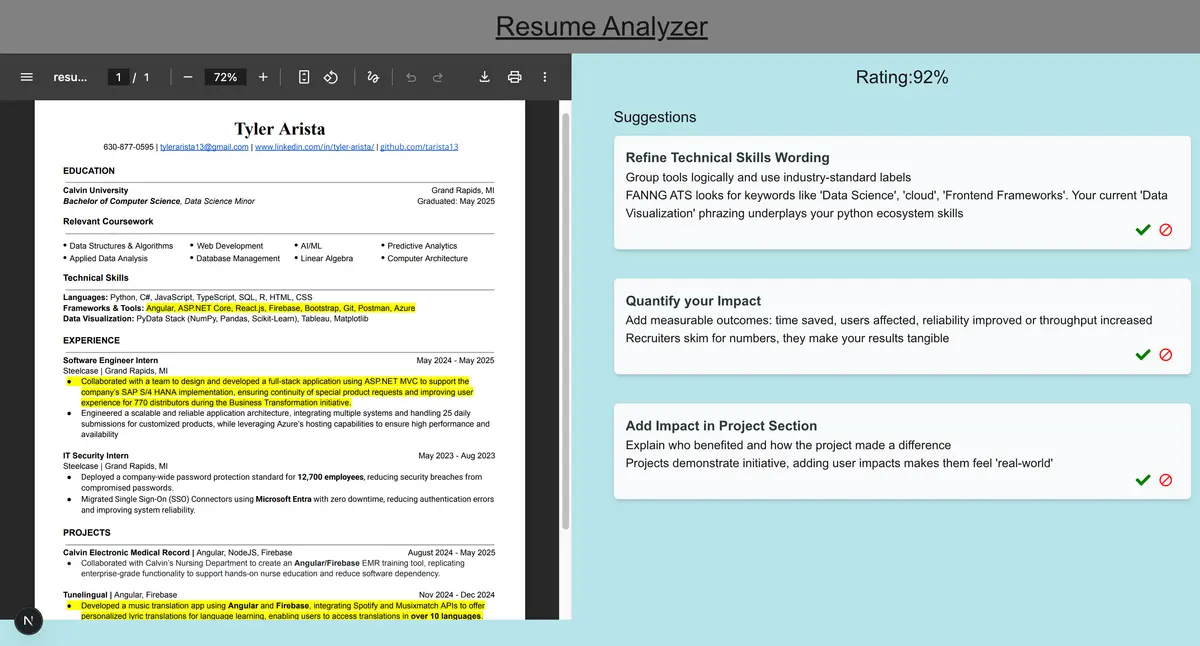 Resume Analyzer
resu...
1 / 1
72%
Tyler Arista
630-877-0595 | tylerarista13@gmail.com | www.linkedin.com/in/tyler-arista/ | github.com/tarista13
EDUCATION
Calvin University Grand Rapids, MI
Bachelor of Computer Science, Data Science Minor Graduated: May 2025
Relevant Coursework
• Data Structures & Algorithms • Web Development • AI/ML • Predictive Analytics
• Applied Data Analysis • Database Management • Linear Algebra • Computer Architecture
Technical Skills
Languages: Python, C#, JavaScript, TypeScript, SQL, R, HTML, CSS
Frameworks & Tools: Angular, ASP.NET Core, React.js, Firebase, Bootstrap, Git, Postman, Azure
Data Visualization: PyData Stack (NumPy, Pandas, Scikit-Learn), Tableau, Matplotlib
EXPERIENCE
Software Engineer Intern May 2024 - May 2025
Steelcase | Grand Rapids, MI
• Collaborated with a team to design and developed a full-stack application using ASP.NET MVC to support the
company's SAP S/4 HANA implementation, ensuring continuity of special product requests and improving user
experience for 770 distributors during the Business Transformation initiative.
• Engineered a scalable and reliable application architecture, integrating multiple systems and handling 25 daily
submissions for customized products, while leveraging Azure's hosting capabilities to ensure high performance and
availability
IT Security Intern May 2023 - Aug 2023
Steelcase | Grand Rapids, MI
• Deployed a company-wide password protection standard for 12,700 employees, reducing security breaches from
compromised passwords.
• Migrated Single Sign-On (SSO) Connectors using Microsoft Entra with zero downtime, reducing authentication errors
and improving system reliability.
PROJECTS
Calvin Electronic Medical Record | Angular, NodeJS, Firebase August 2024 - May 2025
• Collaborated with Calvin's Nursing Department to create an Angular/Firebase EMR training tool, replicating
enterprise-grade functionality to support hands-on nurse education and reduce software dependency.
Tunelingual | Angular, Firebase Nov 2024 - Dec 2024
• Developed a music translation app using Angular and Firebase, integrating Spotify and Musixmatch APIs to offer
personalized lyric translations for language learning, enabling users to access translations in over 10 languages.
N
Rating:92%
Suggestions
Refine Technical Skills Wording
Group tools logically and use industry-standard labels
FANNG ATS looks for keywords like 'Data Science', 'cloud', 'Frontend Frameworks'. Your current 'Data
Visualization' phrazing underplays your python ecosystem skills
Quantify your Impact
Add measurable outcomes: time saved, users affected, reliability improved or throughput increased
Recruiters skim for numbers, they make your results tangible
Add Impact in Project Section
Explain who benefited and how the project made a difference
Projects demonstrate initiative, adding user impacts makes them feel 'real-world'